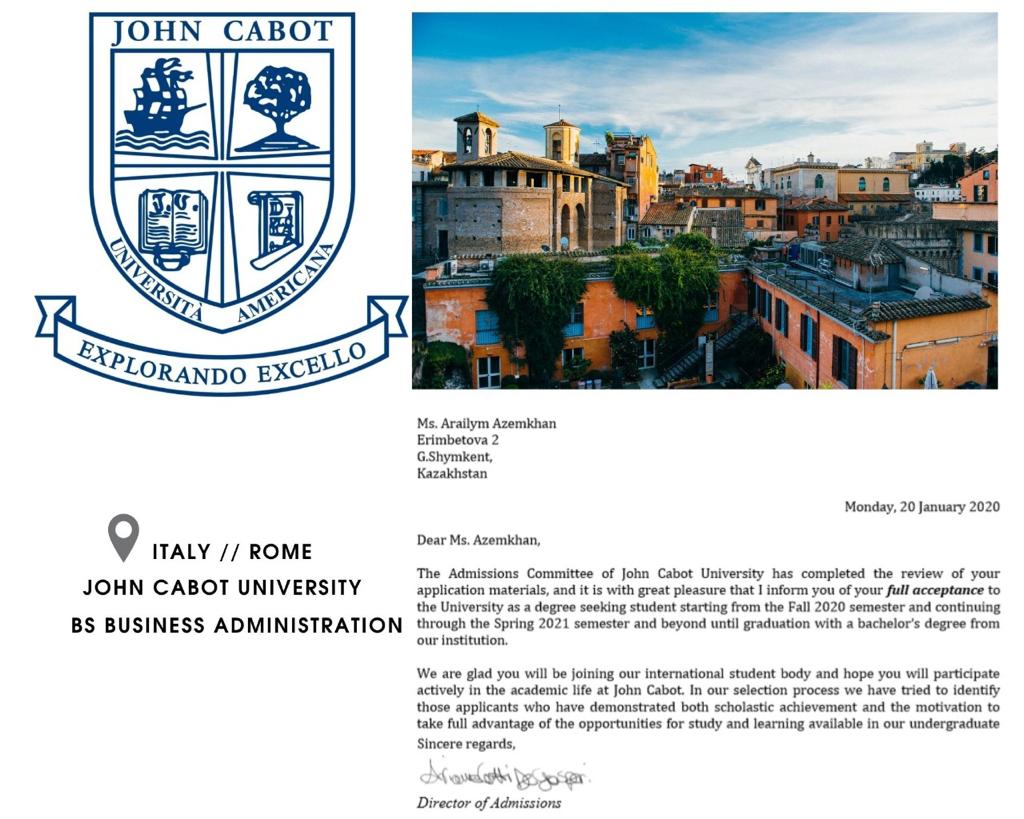 JOHN CABOT
J.U.
UNIVERSITÀ AMERICANA
EXPLORANDO EXCELLO
ITALY // ROME
JOHN CABOT UNIVERSITY
BS BUSINESS ADMINISTRATION
Ms. Arailym Azemkhan
Erimbetova 2
G.Shymkent,
Kazakhstan
Monday, 20 January 2020
Dear Ms. Azemkhan,
The Admissions Committee of John Cabot University has completed the review of your
application materials, and it is with great pleasure that I inform you of your full acceptance to
the University as a degree seeking student starting from the Fall 2020 semester and continuing
through the Spring 2021 semester and beyond until graduation with a bachelor's degree from
our institution.
We are glad you will be joining our international student body and hope you will participate
actively in the academic life at John Cabot. In our selection process we have tried to identify
those applicants who have demonstrated both scholastic achievement and the motivation to
take full advantage of the opportunities for study and learning available in our undergraduate
Sincere regards,
Director of Admissions